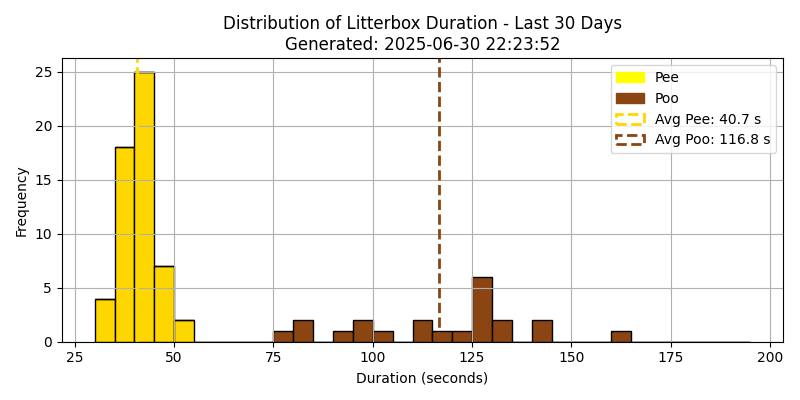 Distribution of Litterbox Duration - Last 30 Days
Generated: 2025-06-30 22:23:52
Pee
Poo
Avg Pee: 40.7 s
Avg Poo: 116.8 s
Frequency
25
20
15
10
5
0
25 50 75 100 125 150 175 200
Duration (seconds)